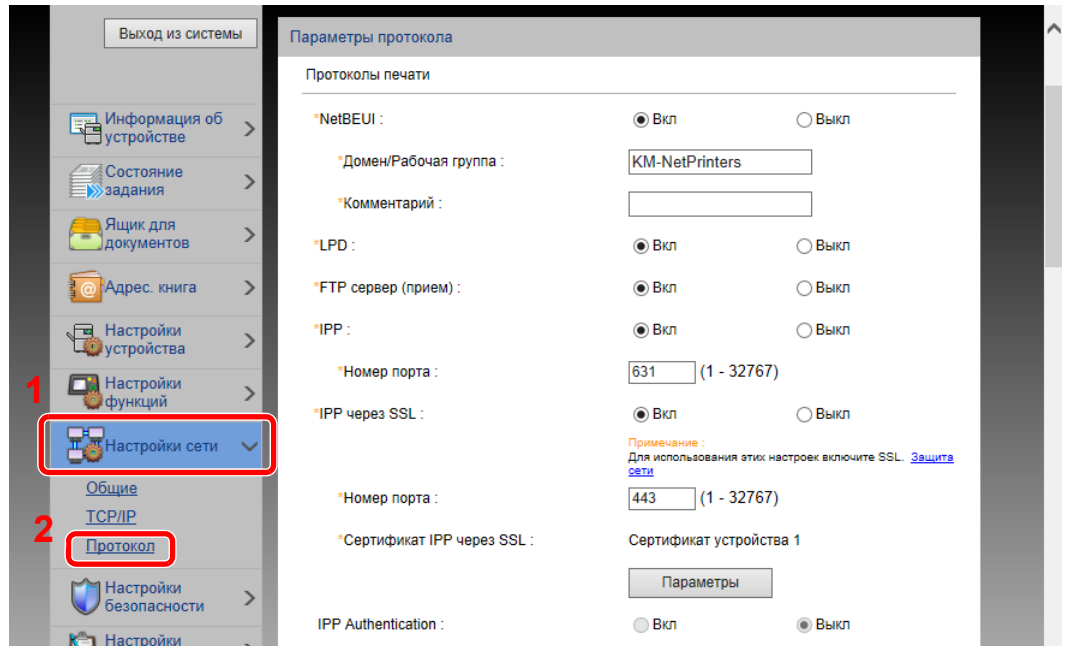 Выход из системы
Информация об
устройстве
Состояние
задания
Ящик для
документов
Адрес. книга
Настройки
устройства
1
Настройки
функций
Настройки сети
Общие
TCP/IP
2
Протокол
Настройки
безопасности
Настройки
Параметры протокола
Протоколы печати
*NetBEUI : Вкл Выкл
*Домен/Рабочая группа : KM-NetPrinters
*Комментарий :
*LPD : Вкл Выкл
*FTP сервер (прием) : Вкл Выкл
*IPP : Вкл Выкл
*Номер порта : 631 (1 - 32767)
*IPP через SSL : Вкл Выкл
Примечание :
Для использования этих настроек включите SSL. Защита
сети
*Номер порта : 443 (1 - 32767)
*Сертификат IPP через SSL : Сертификат устройства 1
Параметры
IPP Authentication : Вкл Выкл